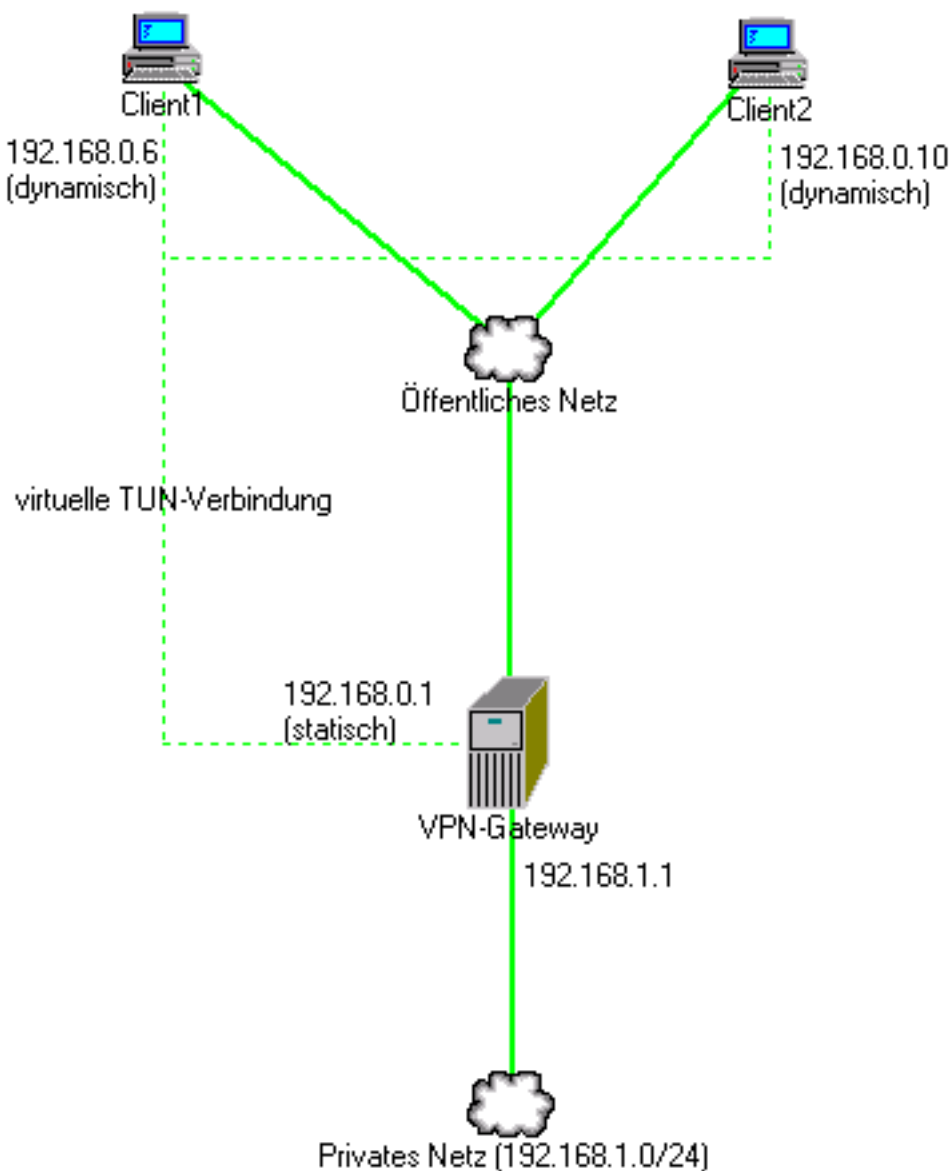 Client1
Client2
192.168.0.6
(dynamisch)
192.168.0.10
(dynamisch)
Öffentliches Netz
virtuelle TUN-Verbindung
192.168.0.1
(statisch)
VPN-Gateway
192.168.1.1
Privates Netz (192.168.1.0/24)